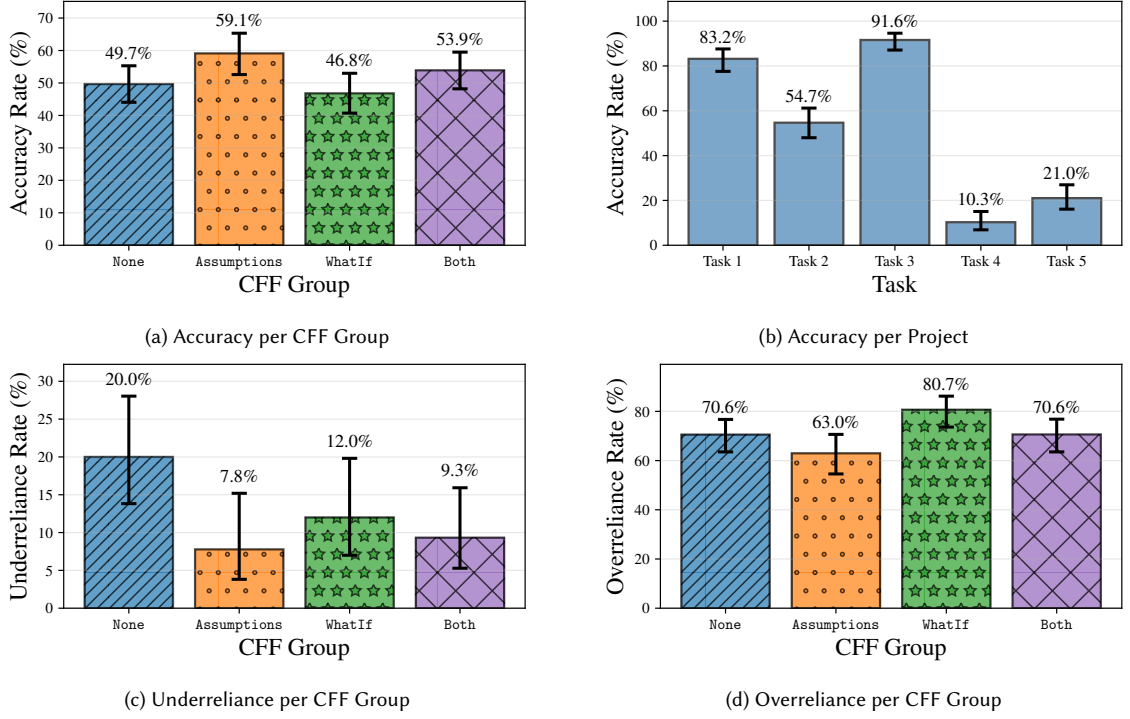 70
60
50
40
30
20
10
0
Accuracy Rate (%)
49.7%
59.1%
46.8%
53.9%
None
Assumptions
WhatIf
Both
CFF Group
(a) Accuracy per CFF Group
100
80
60
40
20
0
Accuracy Rate (%)
83.2%
54.7%
91.6%
10.3%
21.0%
Task 1
Task 2
Task 3
Task 4
Task 5
Task
(b) Accuracy per Project
30
25
20
15
10
5
0
Underreliance Rate (%)
20.0%
7.8%
12.0%
9.3%
None
Assumptions
WhatIf
Both
CFF Group
(c) Underreliance per CFF Group
80
60
40
20
0
Overreliance Rate (%)
70.6%
63.0%
80.7%
70.6%
None
Assumptions
WhatIf
Both
CFF Group
(d) Overreliance per CFF Group